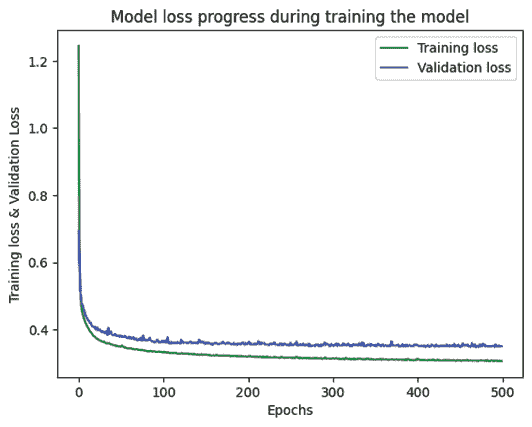 Model loss progress during training the model
Training loss
Validation loss
Training loss & Validation Loss
1.2
1.0
0.8
0.6
0.4
0
100
200
300
400
500
Epochs